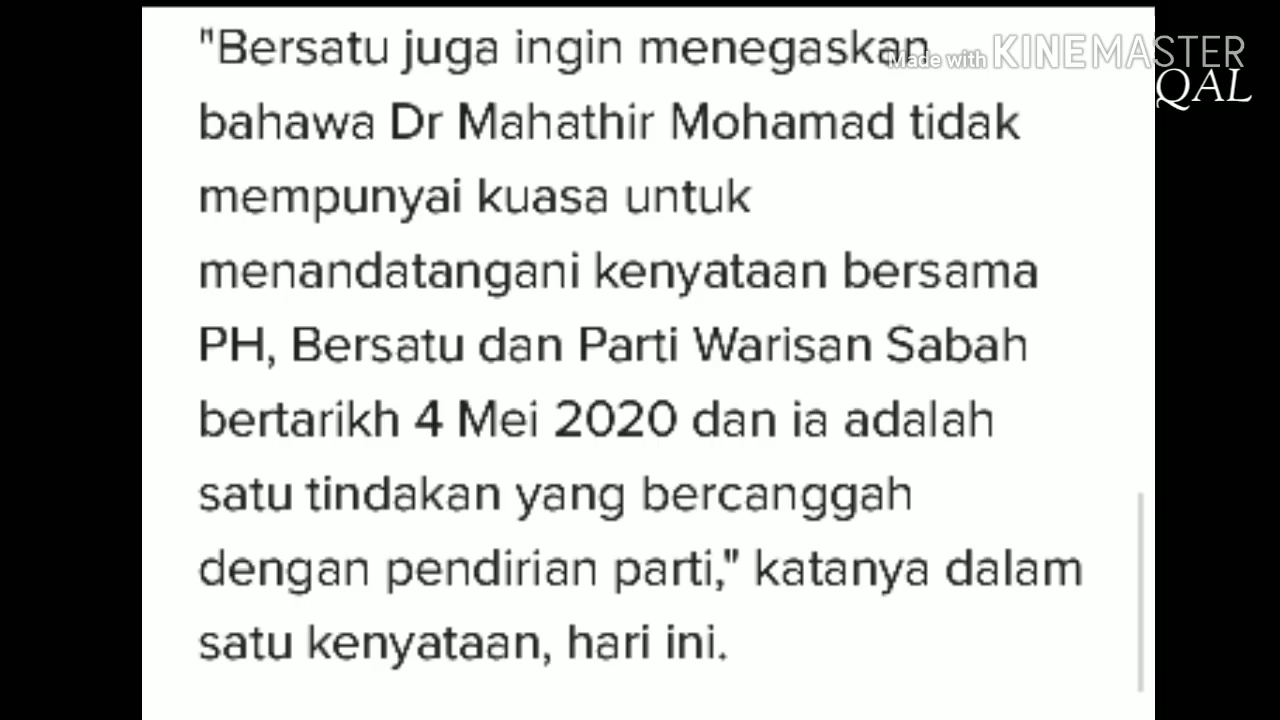 "Bersatu juga ingin menegaskan
Made with KINEMASTER
QAL
bahawa Dr Mahathir Mohamad tidak
mempunyai kuasa untuk
menandatangani kenyataan bersama
PH, Bersatu dan Parti Warisan Sabah
bertarikh 4 Mei 2020 dan ia adalah
satu tindakan yang bercanggah
dengan pendirian parti," katanya dalam
satu kenyataan, hari ini.